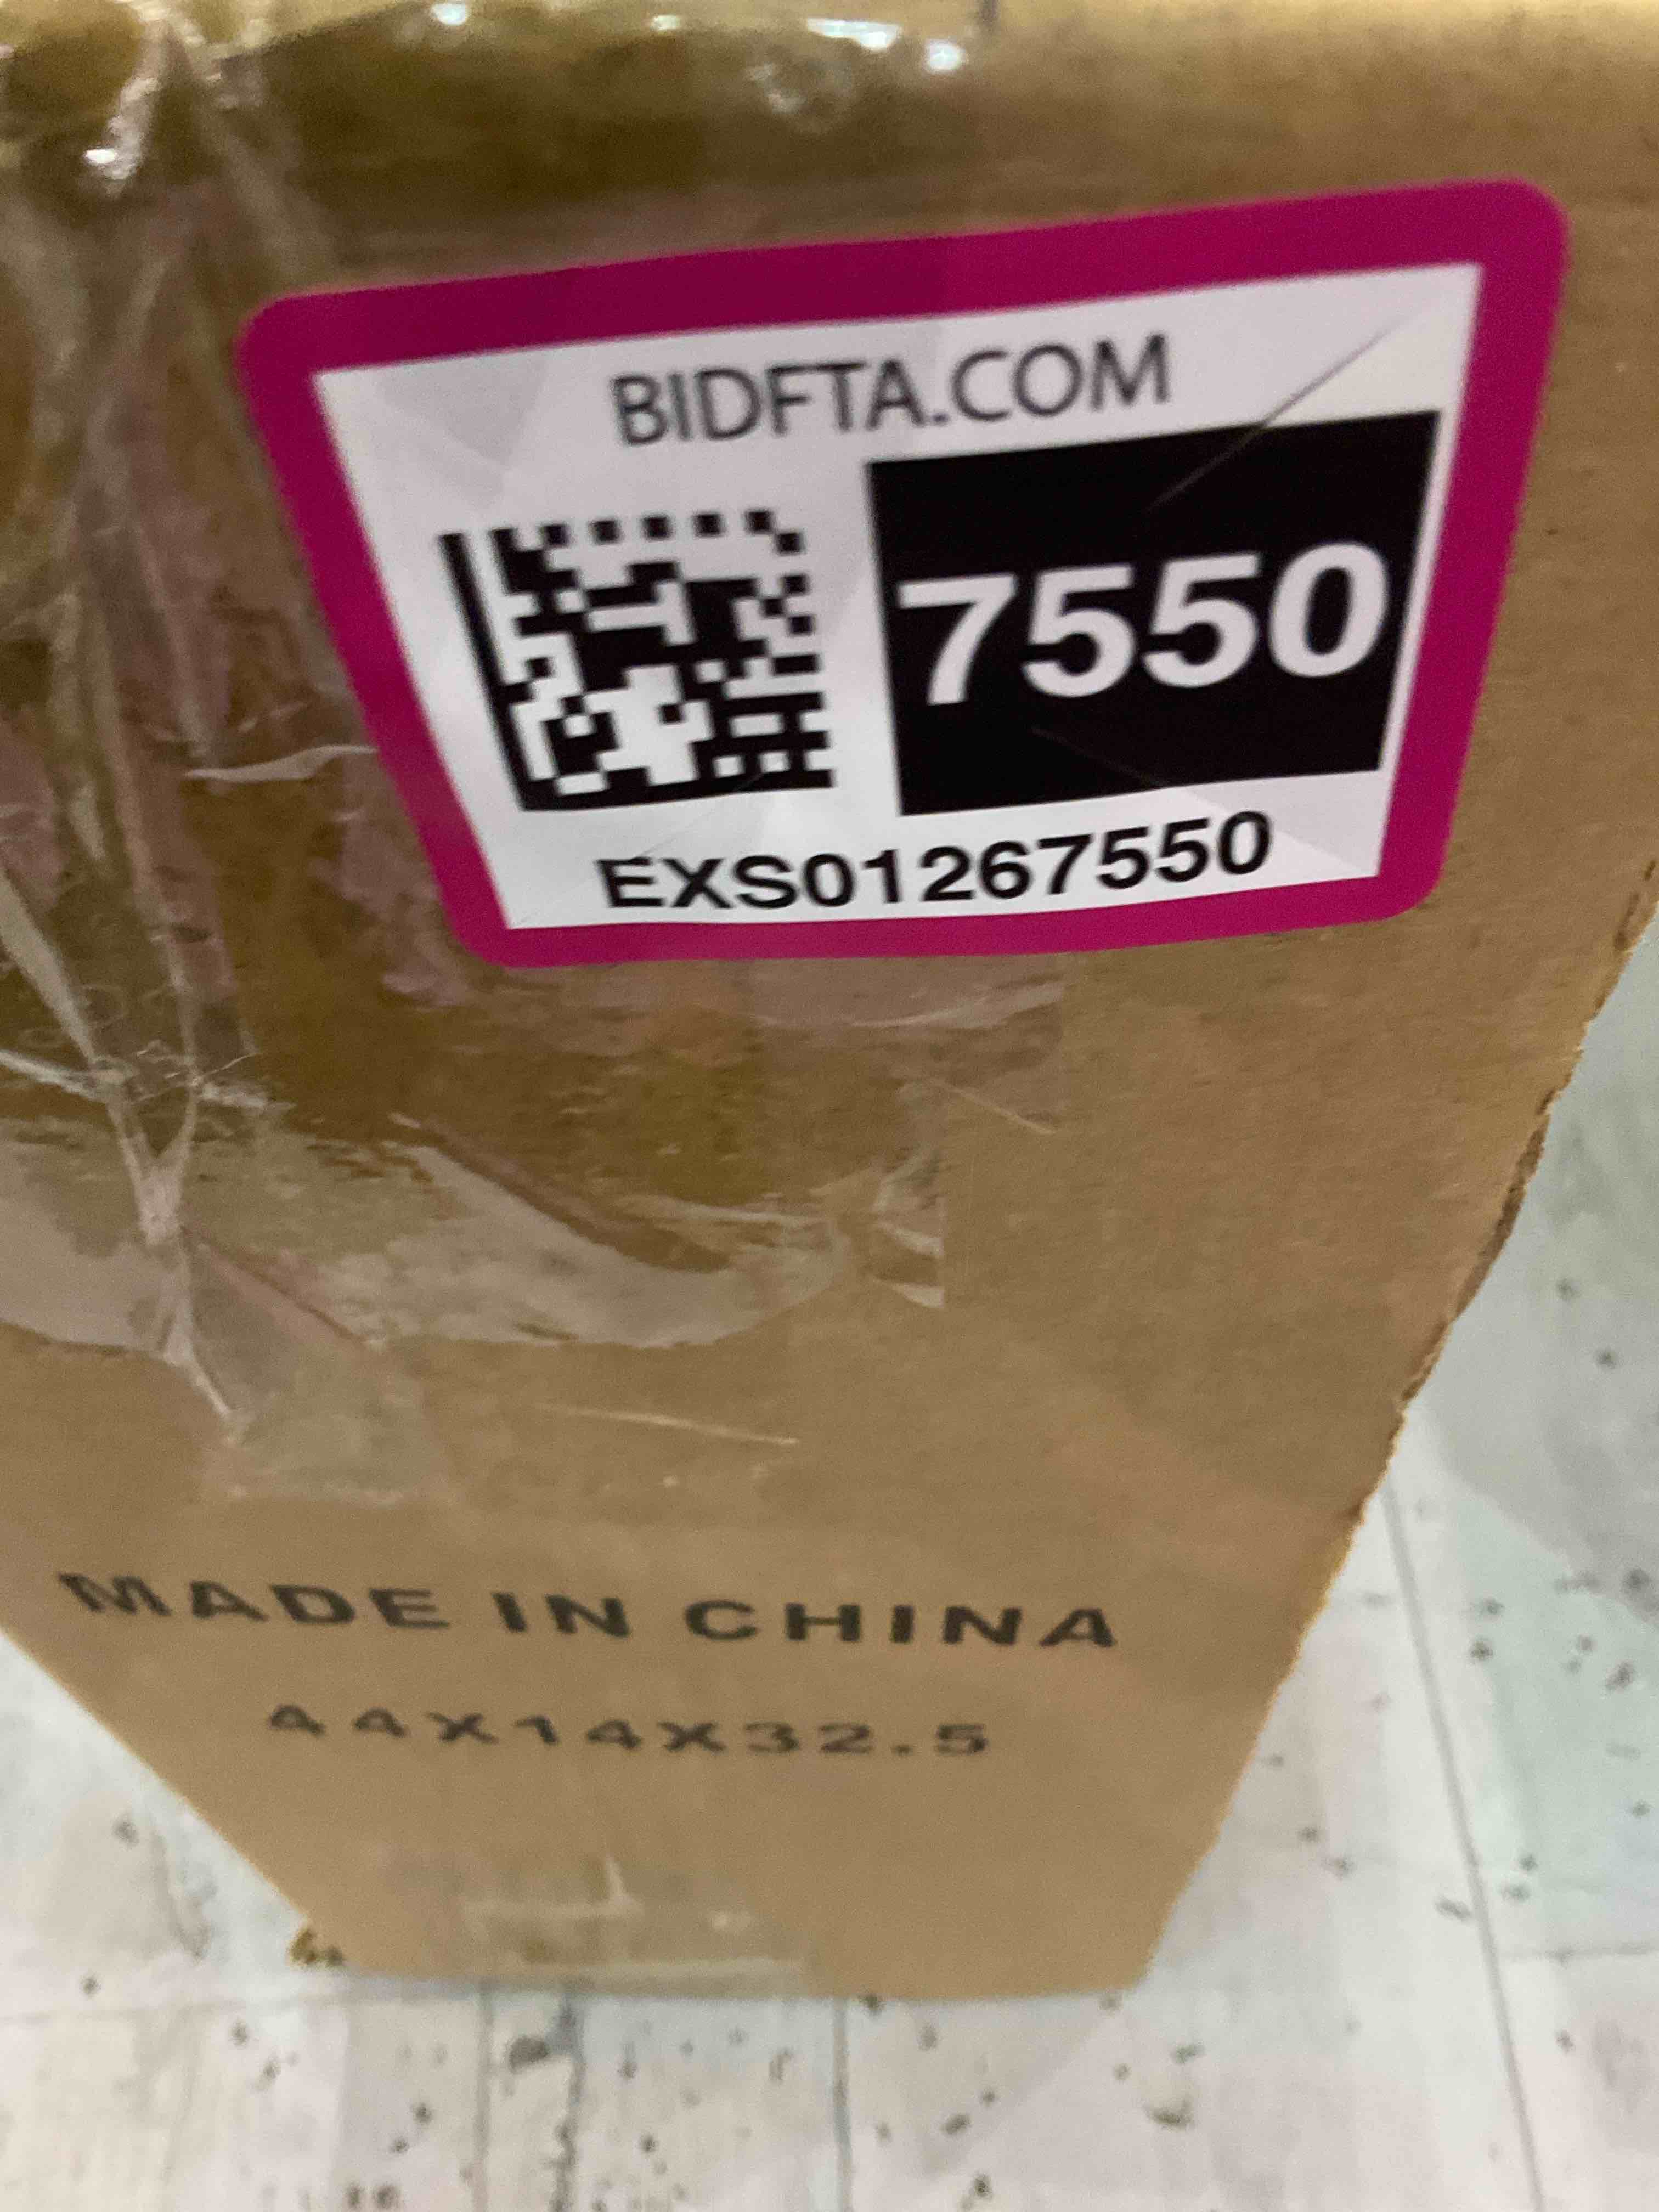 BIDFTA.COM
7550
EXS01267550
MADE IN CHINA
44X14X32.5